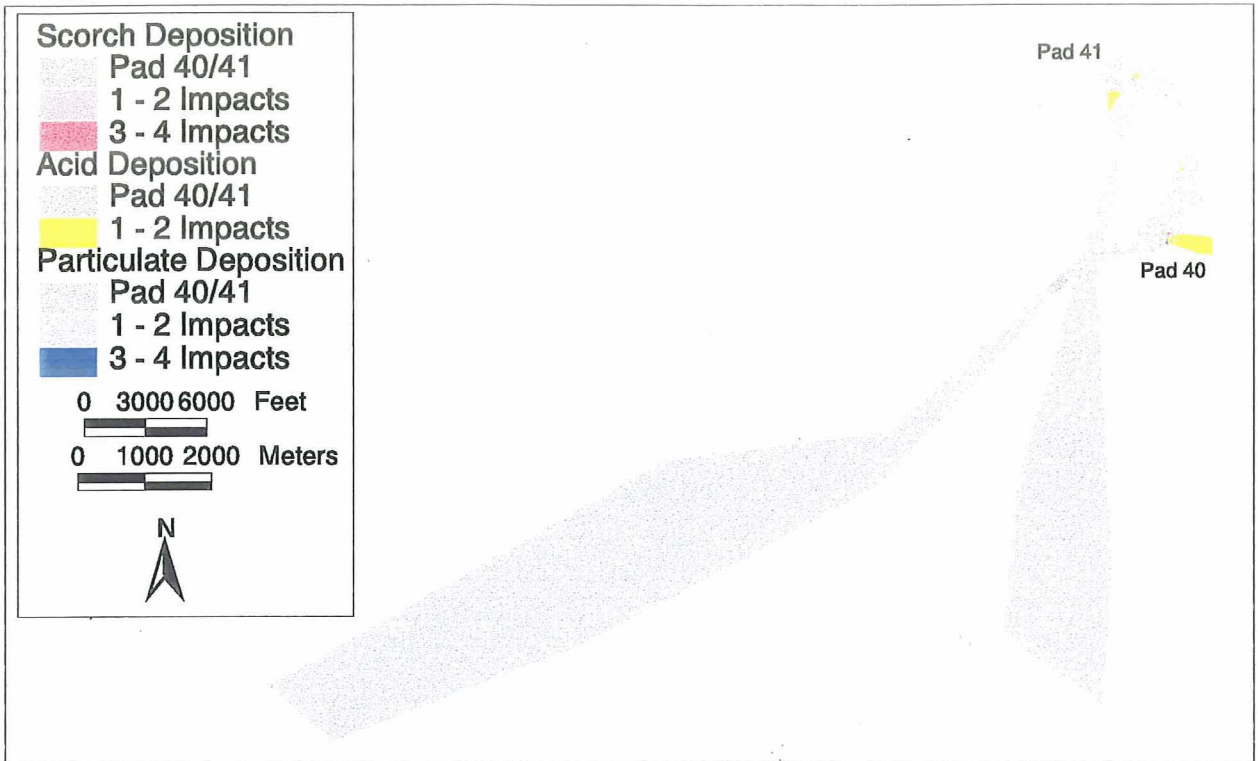 Scorch Deposition
Pad 40/41
1 - 2 Impacts
3 - 4 Impacts
Acid Deposition
Pad 40/41
1 - 2 Impacts
Particulate Deposition
Pad 40/41
1 - 2 Impacts
3 - 4 Impacts
0 3000 6000 Feet
0 1000 2000 Meters
N
Pad 41
Pad 40